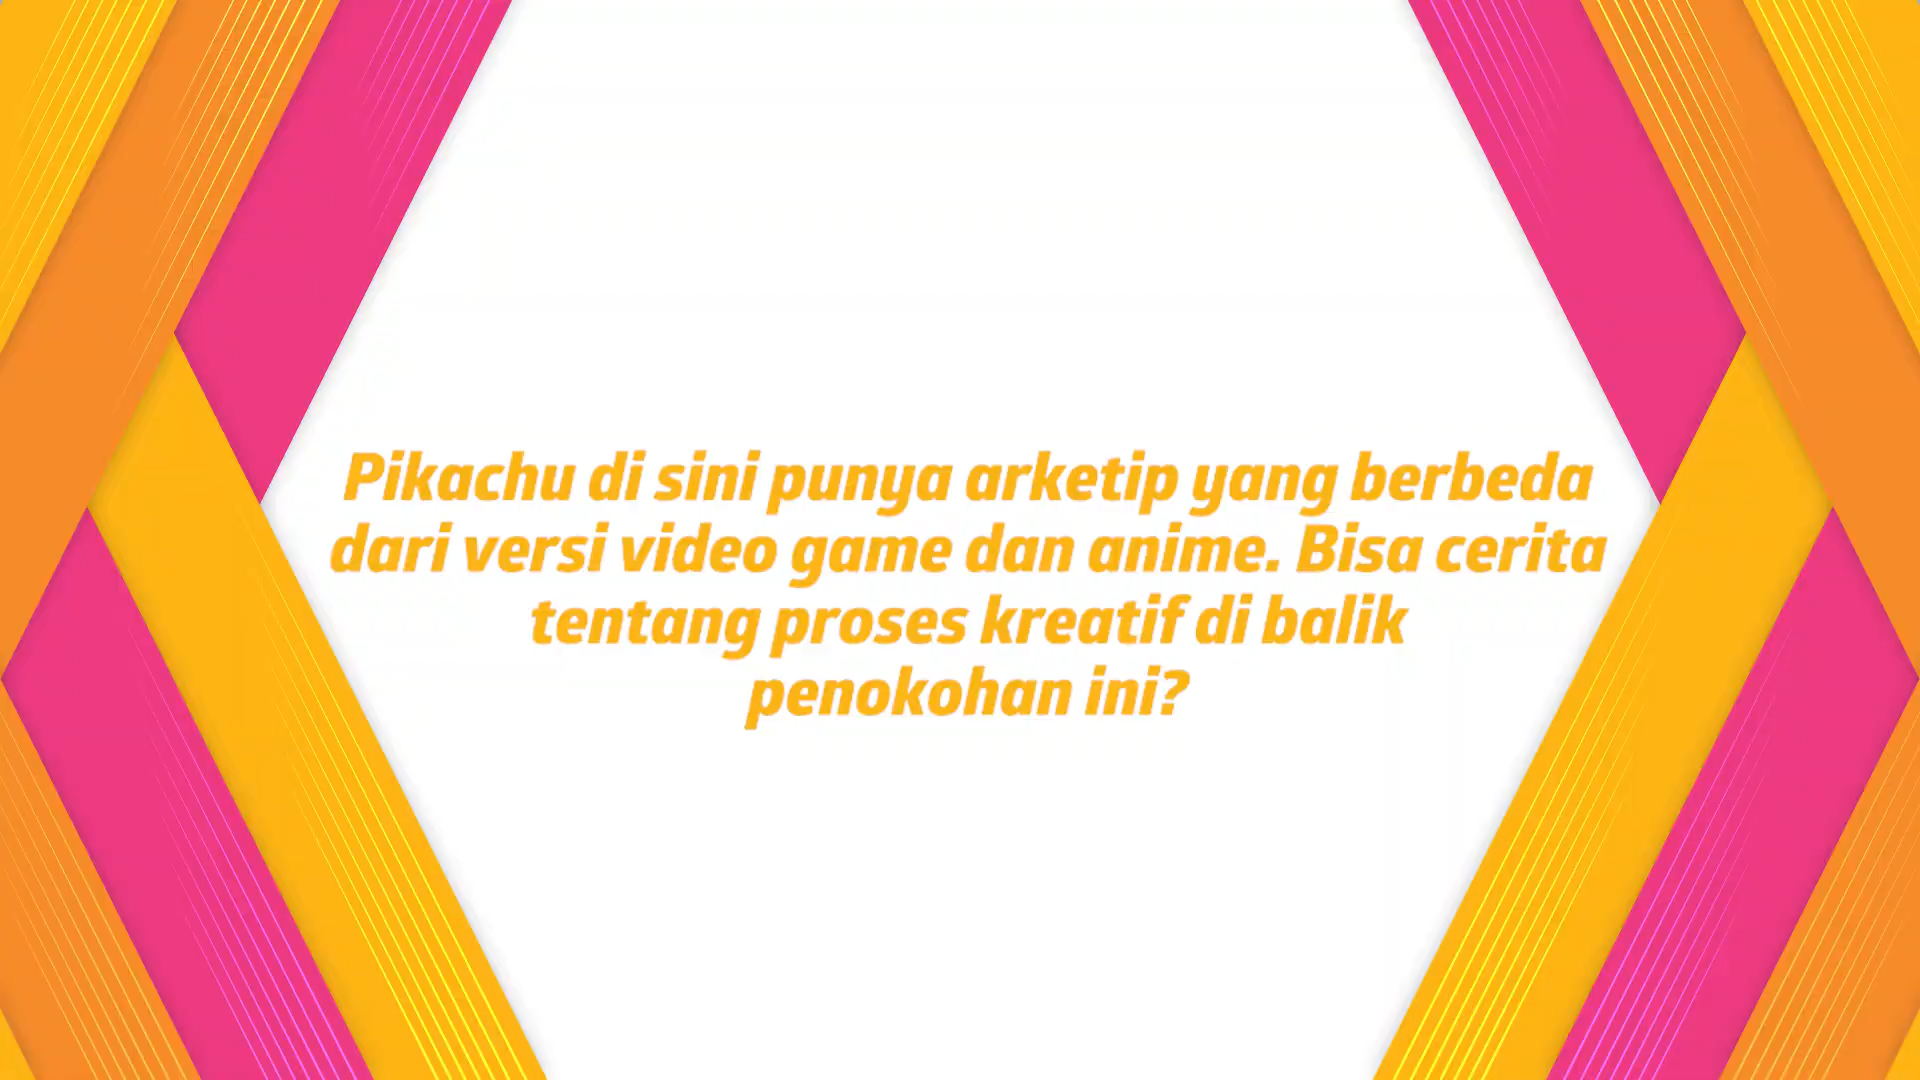 Pikachu di sini punya arketip yang berbeda
dari versi video game dan anime. Bisa cerita
tentang proses kreatif di balik
penokohan ini?